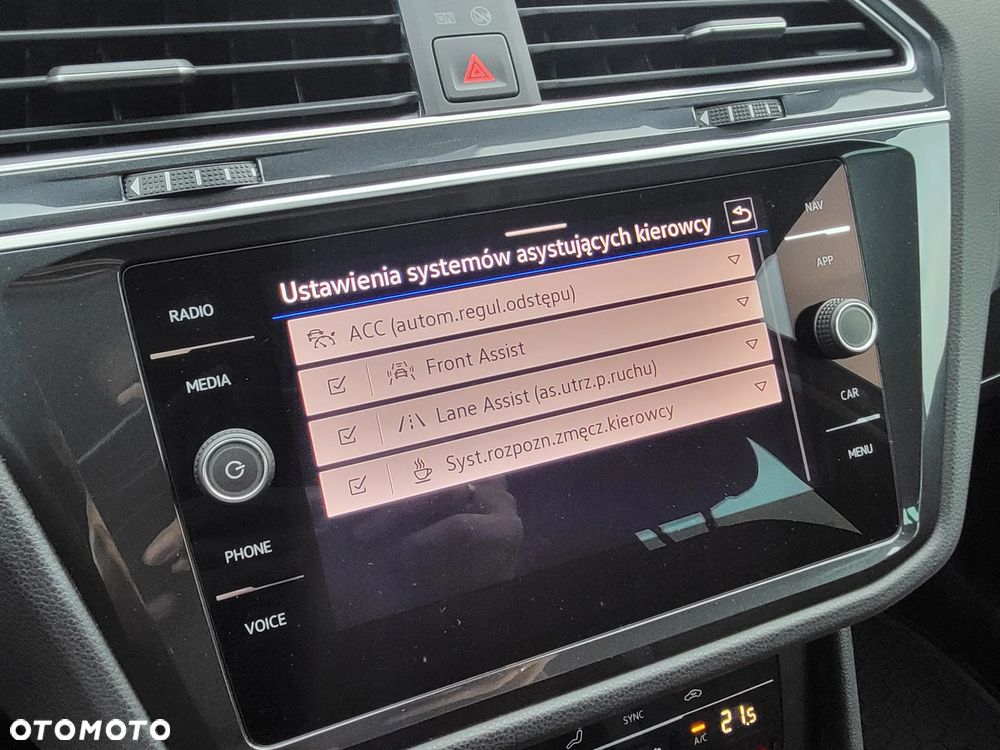 ON
Ustawienia systemów asystujących kierowcy
ACC (autom.regul.odstępu)
Front Assist
Lane Assist (as.utrz.p.ruchu)
Syst.rozpozn.zmęcz.kierowcy
RADIO
MEDIA
PHONE
VOICE
NAV
APP
CAR
MENU
SYNC
A/C
21.5
OTOMOTO